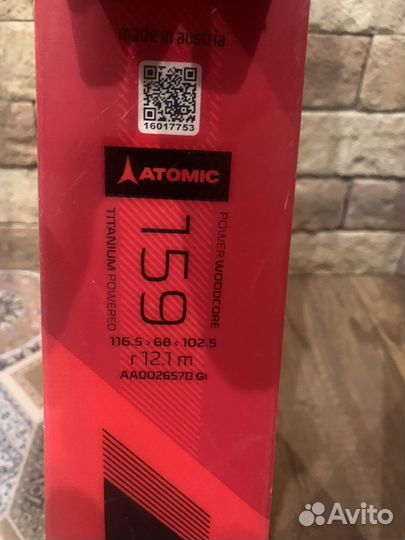 made in austria
16017753
ATOMIC
159
POWER WOODCORE
TITANIUM POWERED
116.5 > 68 < 102.5
r 12.1 m
AA0026570 GI
Avito